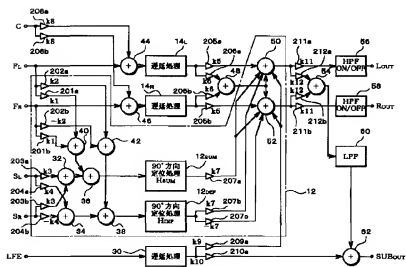 206a
C k8
k8
206b
44 遅延処理 14L
205a
k5
206a
k6
48
50
211a
k11
212a
k12
54
56
HPF
ON/OFF
LOUT
FL
202a
k2
201a
k1
FR
46 遅延処理 14R
206b
k6
k5
205b
52
k12
k11
212b
211b
58
HPF
ON/OFF
ROUT
202b
-k2
-k1
201b
40
42
60
LPF
203a
SL k3
204a
k4
203b
k3
SR -k4
204b
32
34
36
38
90°方向
定位処理
HSUM
12SUM
k7
207a
90°方向
定位処理
HDIF
12DIF
k7
207b
-k7
12
30
LFE 遅延処理
k9 209a
k10 210a
62
SUBOUT